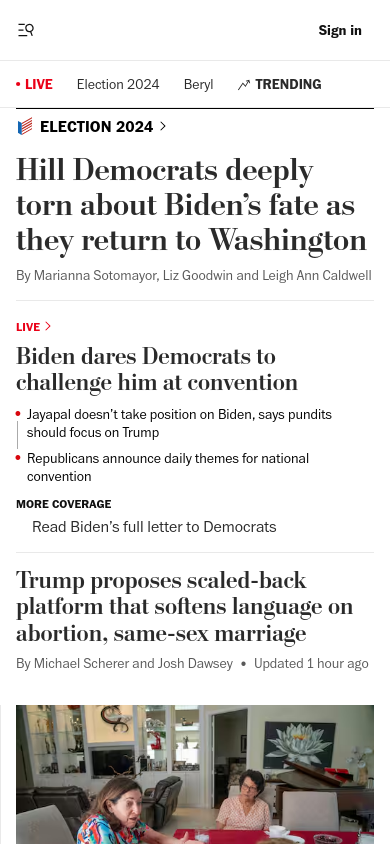 Sign in
LIVE
Election 2024
Beryl
TRENDING
ELECTION 2024
Hill Democrats deeply
torn about Biden’s fate as
they return to Washington
By Marianna Sotomayor, Liz Goodwin and Leigh Ann Caldwell
LIVE
Biden dares Democrats to
challenge him at convention
• Jayapal doesn’t take position on Biden, says pundits
should focus on Trump
• Republicans announce daily themes for national
convention
MORE COVERAGE
Read Biden’s full letter to Democrats
Trump proposes scaled-back
platform that softens language on
abortion, same-sex marriage
By Michael Scherer and Josh Dawsey • Updated 1 hour ago